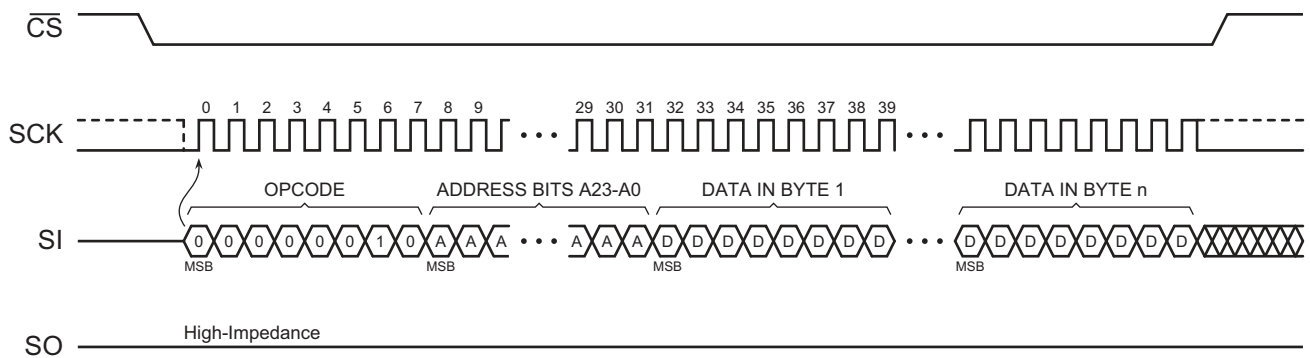 CS
0 1 2 3 4 5 6 7 8 9 29 30 31 32 33 34 35 36 37 38 39
SCK
OPCODE ADDRESS BITS A23-A0 DATA IN BYTE 1 DATA IN BYTE n
SI 0 0 0 0 0 0 1 0 A A A A A A D D D D D D D D D D D D D D D D
MSB MSB MSB MSB
High-Impedance
SO